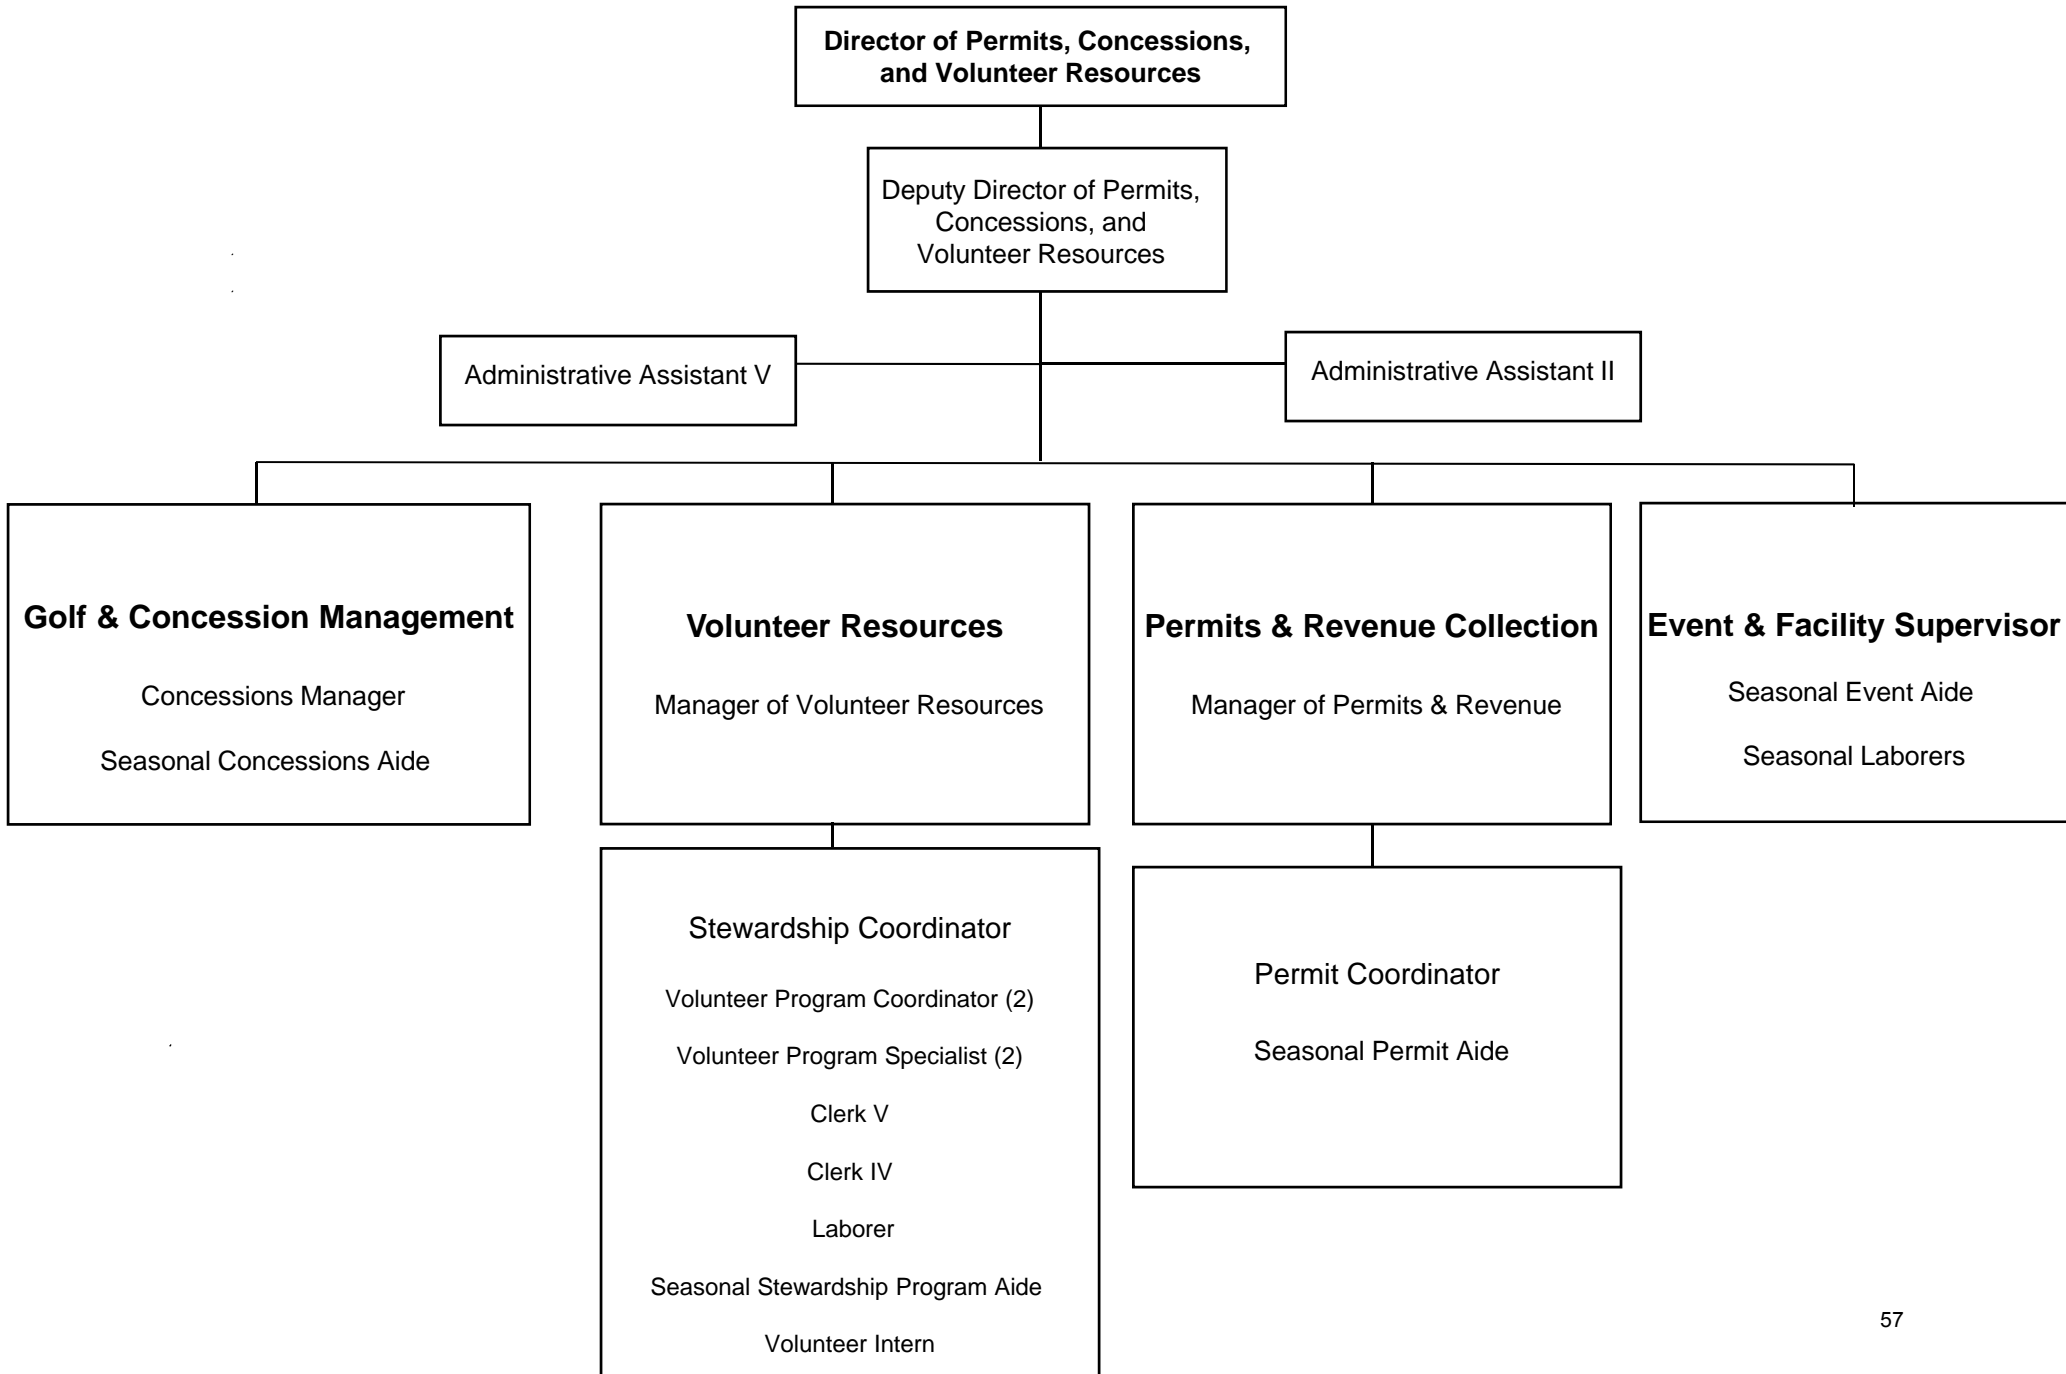 Director of Permits, Concessions,
and Volunteer Resources
Deputy Director of Permits,
Concessions, and
Volunteer Resources
Administrative Assistant V
Administrative Assistant II
Golf & Concession Management
Concessions Manager
Seasonal Concessions Aide
Volunteer Resources
Manager of Volunteer Resources
Permits & Revenue Collection
Manager of Permits & Revenue
Event & Facility Supervisor
Seasonal Event Aide
Seasonal Laborers
Stewardship Coordinator
Volunteer Program Coordinator (2)
Volunteer Program Specialist (2)
Clerk V
Clerk IV
Laborer
Seasonal Stewardship Program Aide
Volunteer Intern
Permit Coordinator
Seasonal Permit Aide
57